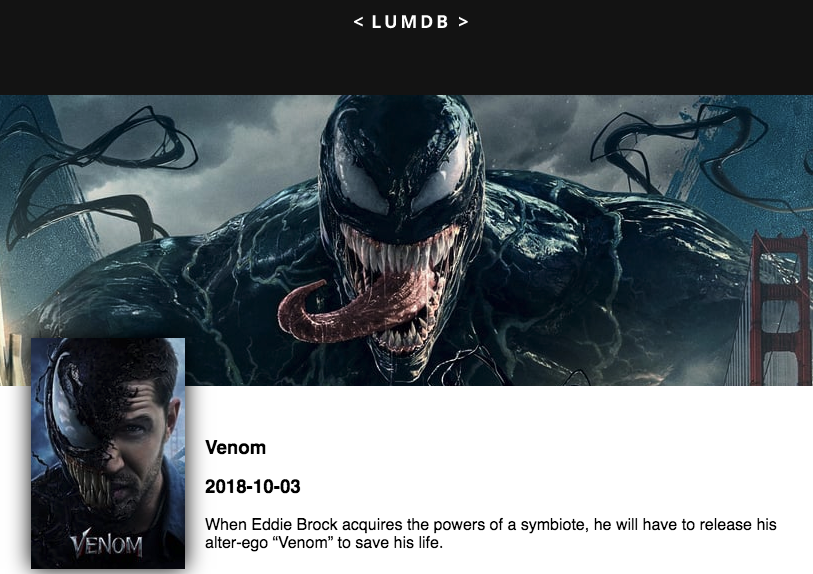 < LUMDB >
Venom
2018-10-03
When Eddie Brock acquires the powers of a symbiote, he will have to release his
alter-ego “Venom” to save his life.
VENOM